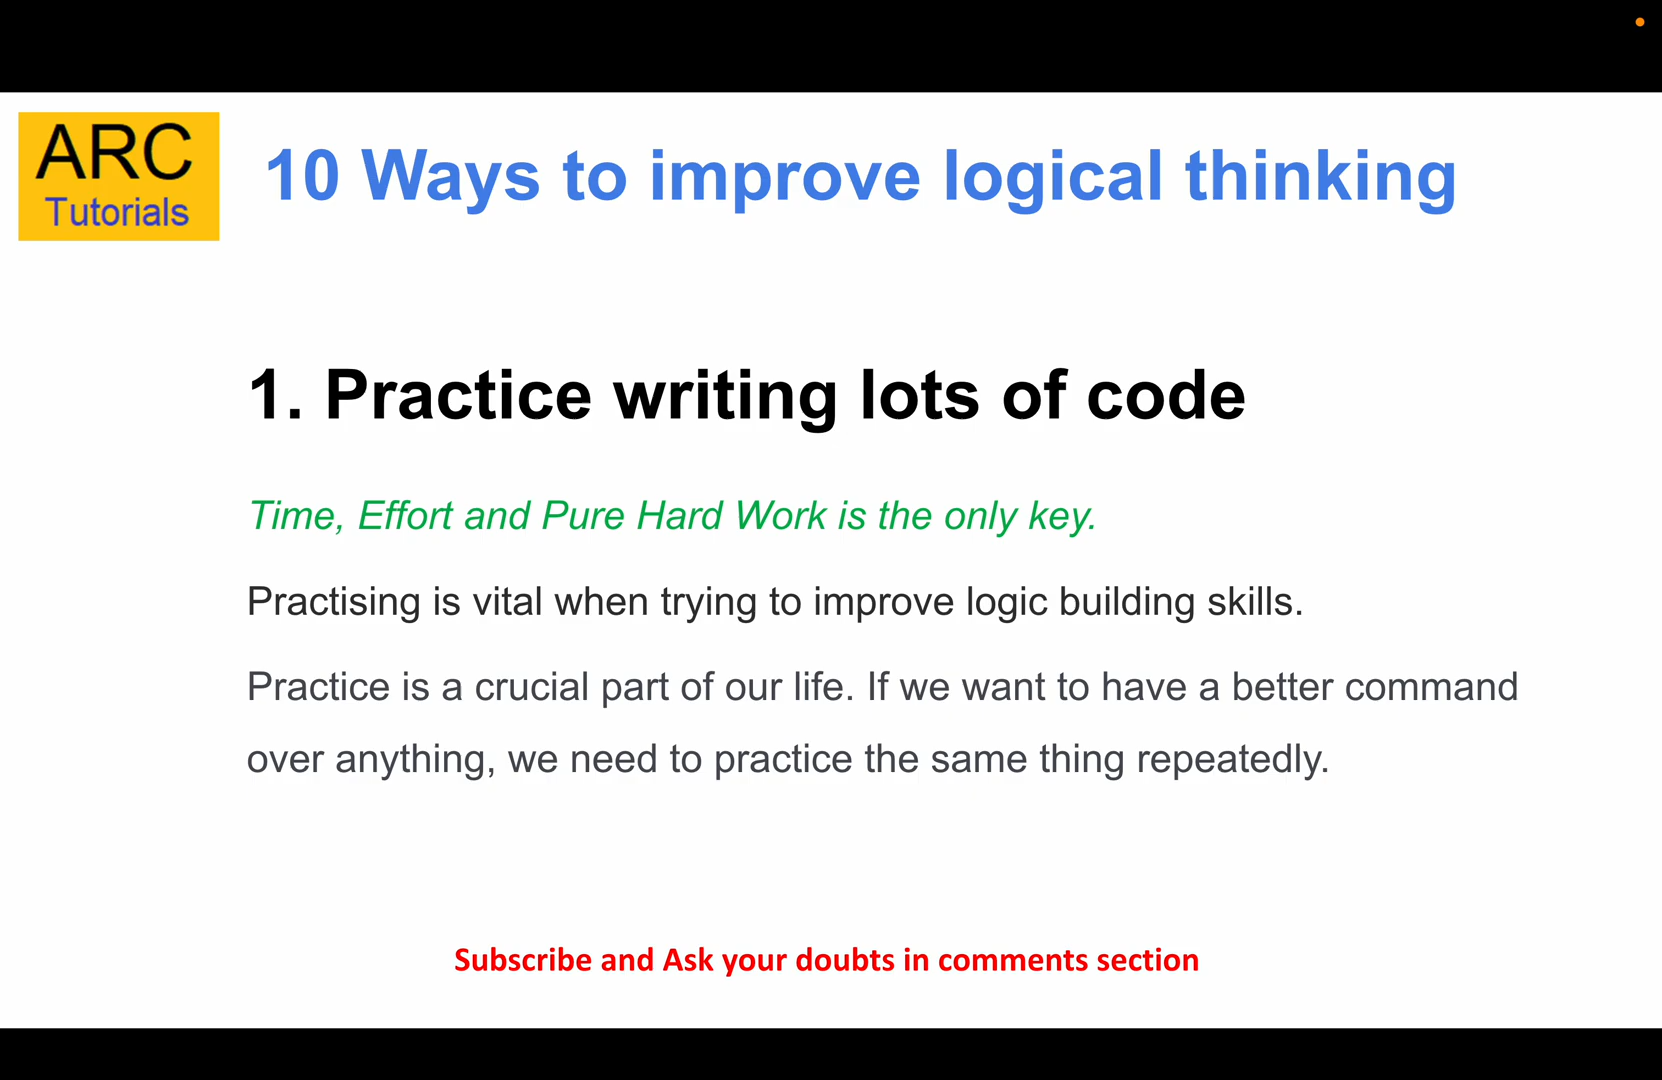 ARC
Tutorials
10 Ways to improve logical thinking
1. Practice writing lots of code
Time, Effort and Pure Hard Work is the only key.
Practising is vital when trying to improve logic building skills.
Practice is a crucial part of our life. If we want to have a better command
over anything, we need to practice the same thing repeatedly.
Subscribe and Ask your doubts in comments section